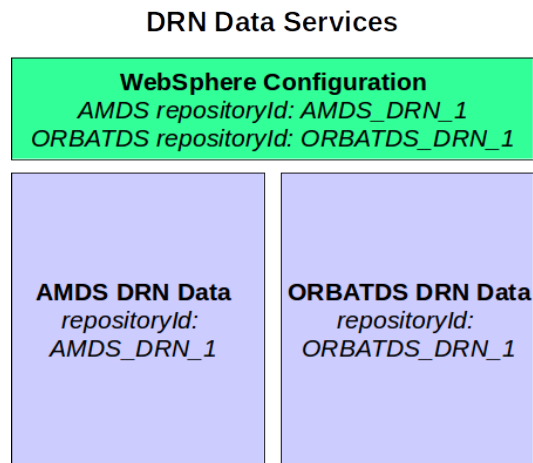 DRN Data Services
WebSphere Configuration
AMDS repositoryId: AMDS_DRN_1
ORBATDS repositoryId: ORBATDS_DRN_1
AMDS DRN Data
repositoryId:
AMDS_DRN_1
ORBATDS DRN Data
repositoryId:
ORBATDS_DRN_1